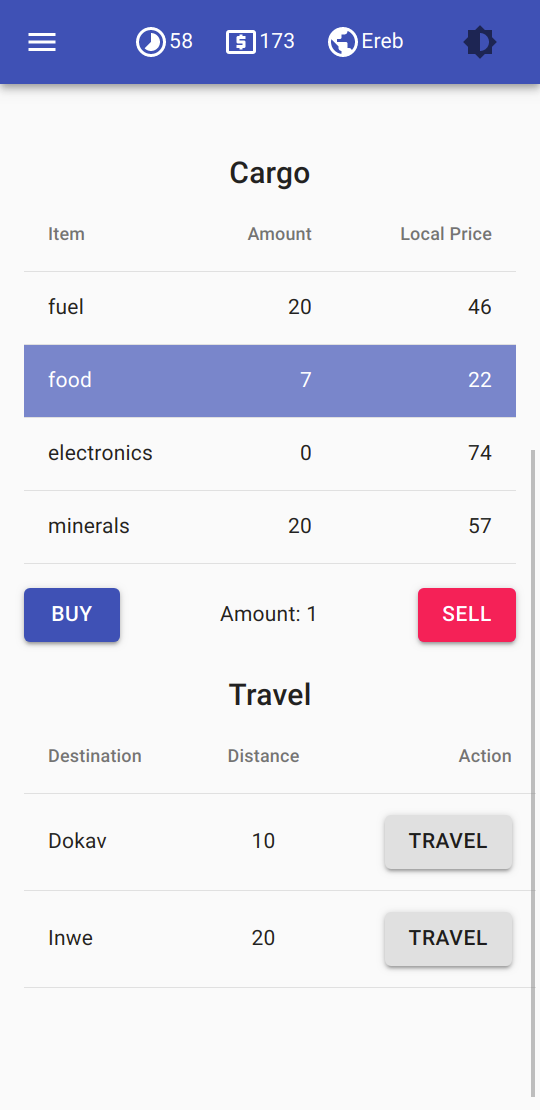 58 173 Ereb
Cargo
Item Amount Local Price
fuel 20 46
food 7 22
electronics 0 74
minerals 20 57
BUY Amount: 1 SELL
Travel
Destination Distance Action
Dokav 10 TRAVEL
Inwe 20 TRAVEL